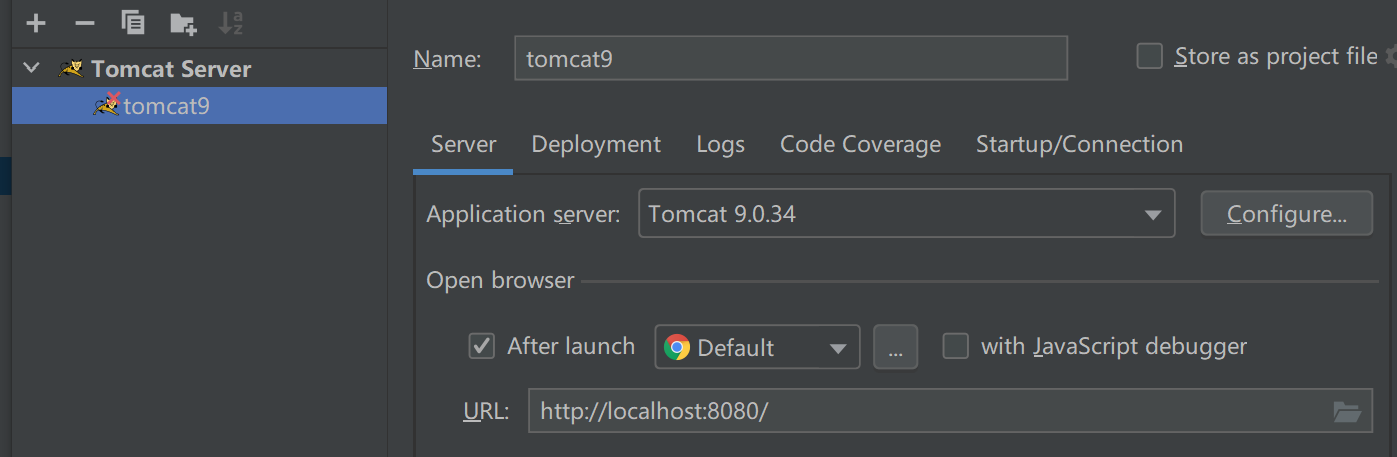 Tomcat Server
tomcat9
Name: tomcat9 Store as project file
Server Deployment Logs Code Coverage Startup/Connection
Application server: Tomcat 9.0.34 Configure...
Open browser
After launch Default ... with JavaScript debugger
URL: http://localhost:8080/